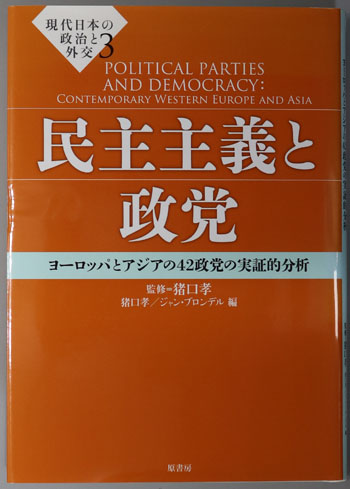 現代日本の
政治と
外交3
POLITICAL PARTIES
AND DEMOCRACY:
CONTEMPORARY WESTERN EUROPE AND ASIA
民主主義と
政党
ヨーロッパとアジアの42政党の実証的分析
監修=猪口孝
猪口孝/ジャン・ブロンデル 編
原書房